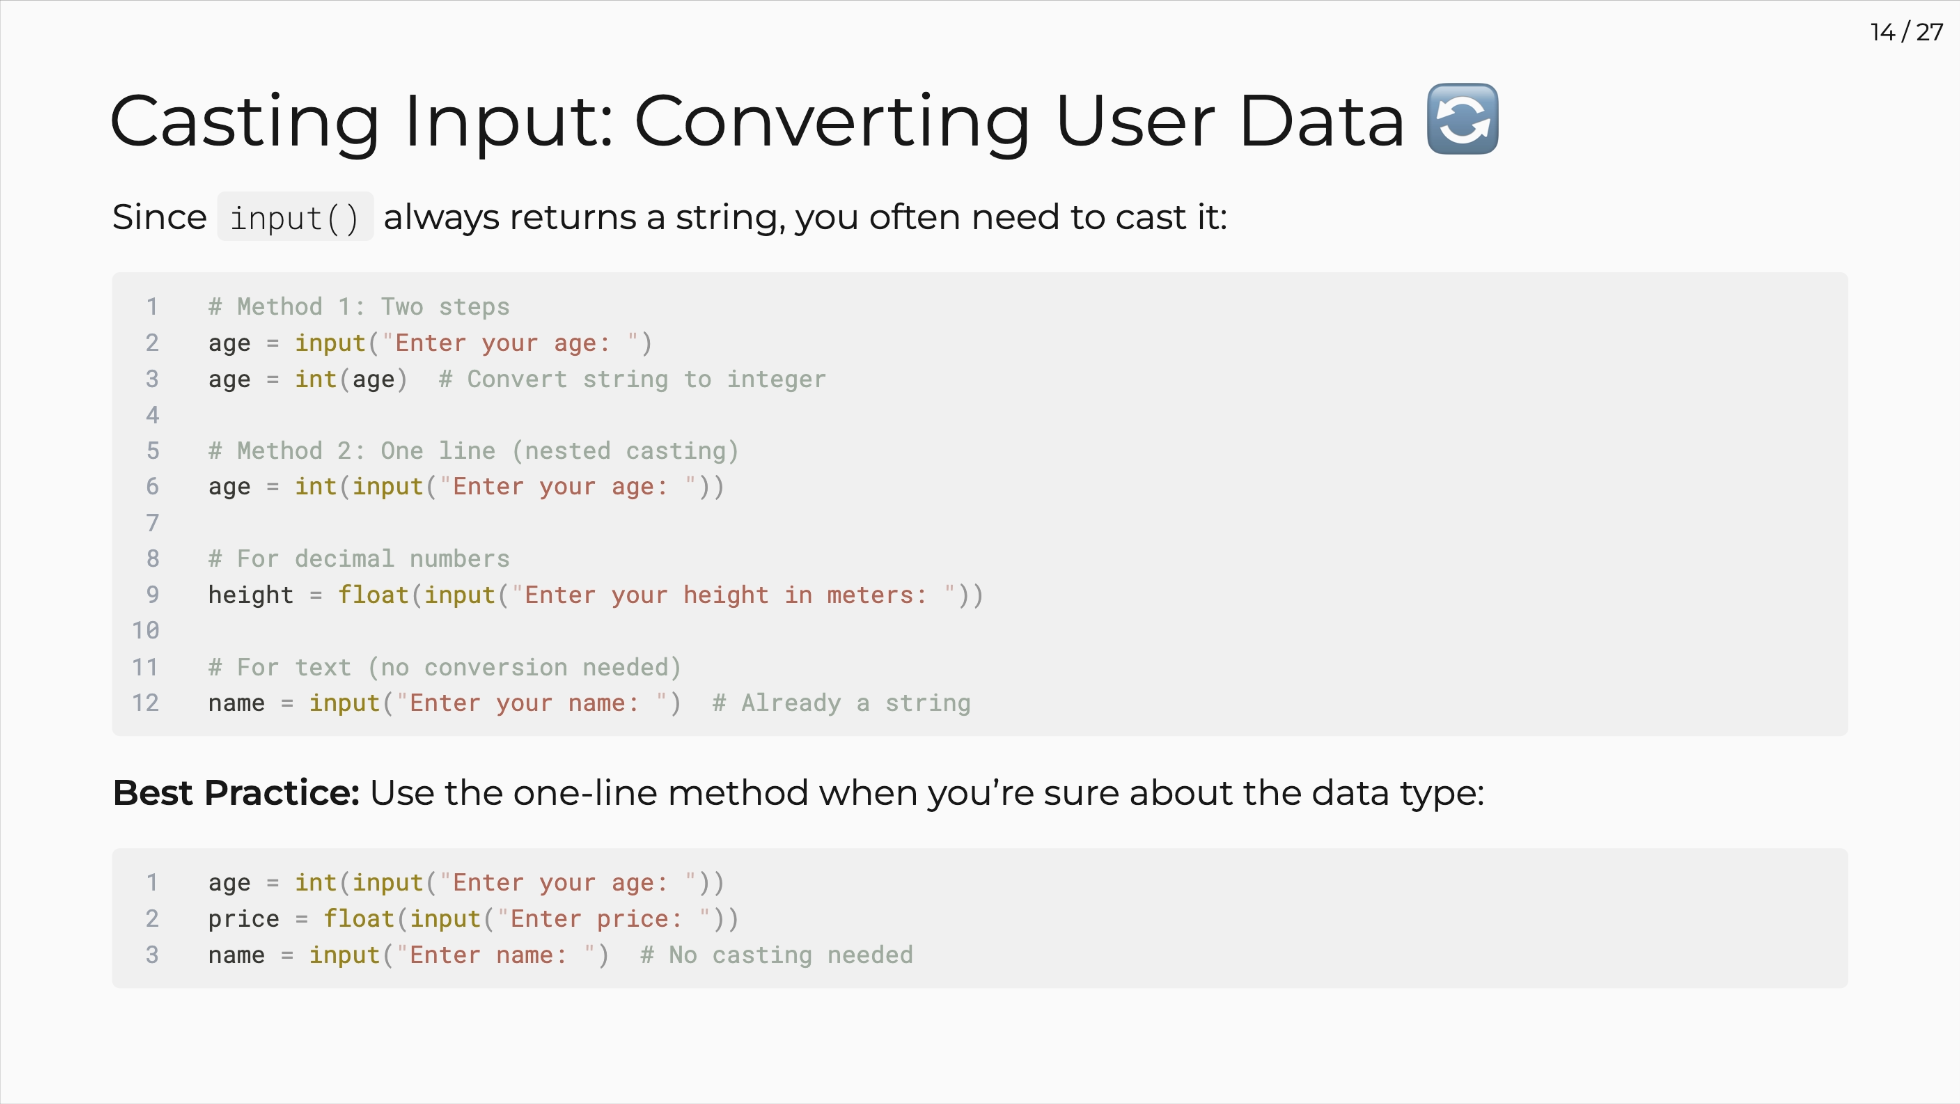 14 / 27
Casting Input: Converting User Data 🔄
Since input() always returns a string, you often need to cast it:
1 # Method 1: Two steps
2 age = input("Enter your age: ")
3 age = int(age)  # Convert string to integer
4
5 # Method 2: One line (nested casting)
6 age = int(input("Enter your age: "))
7
8 # For decimal numbers
9 height = float(input("Enter your height in meters: "))
10
11 # For text (no conversion needed)
12 name = input("Enter your name: ")  # Already a string
Best Practice: Use the one-line method when you’re sure about the data type:
1 age = int(input("Enter your age: "))
2 price = float(input("Enter price: "))
3 name = input("Enter name: ")  # No casting needed